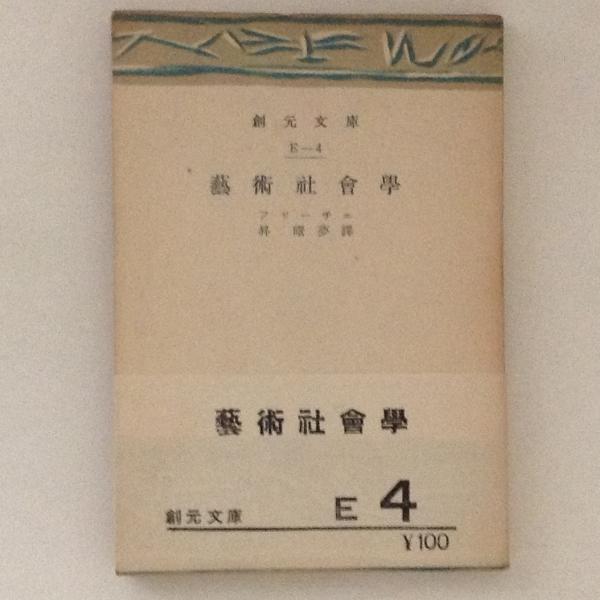 創元文庫
E—4
藝術社會學
フリーチェ
昇曙夢譯
藝術社會學
創元文庫 E 4
¥100